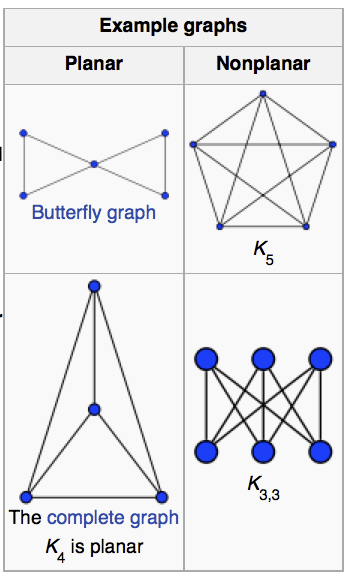 Example graphs
Planar Nonplanar
Butterfly graph
K5
The complete graph
K4 is planar
K3,3